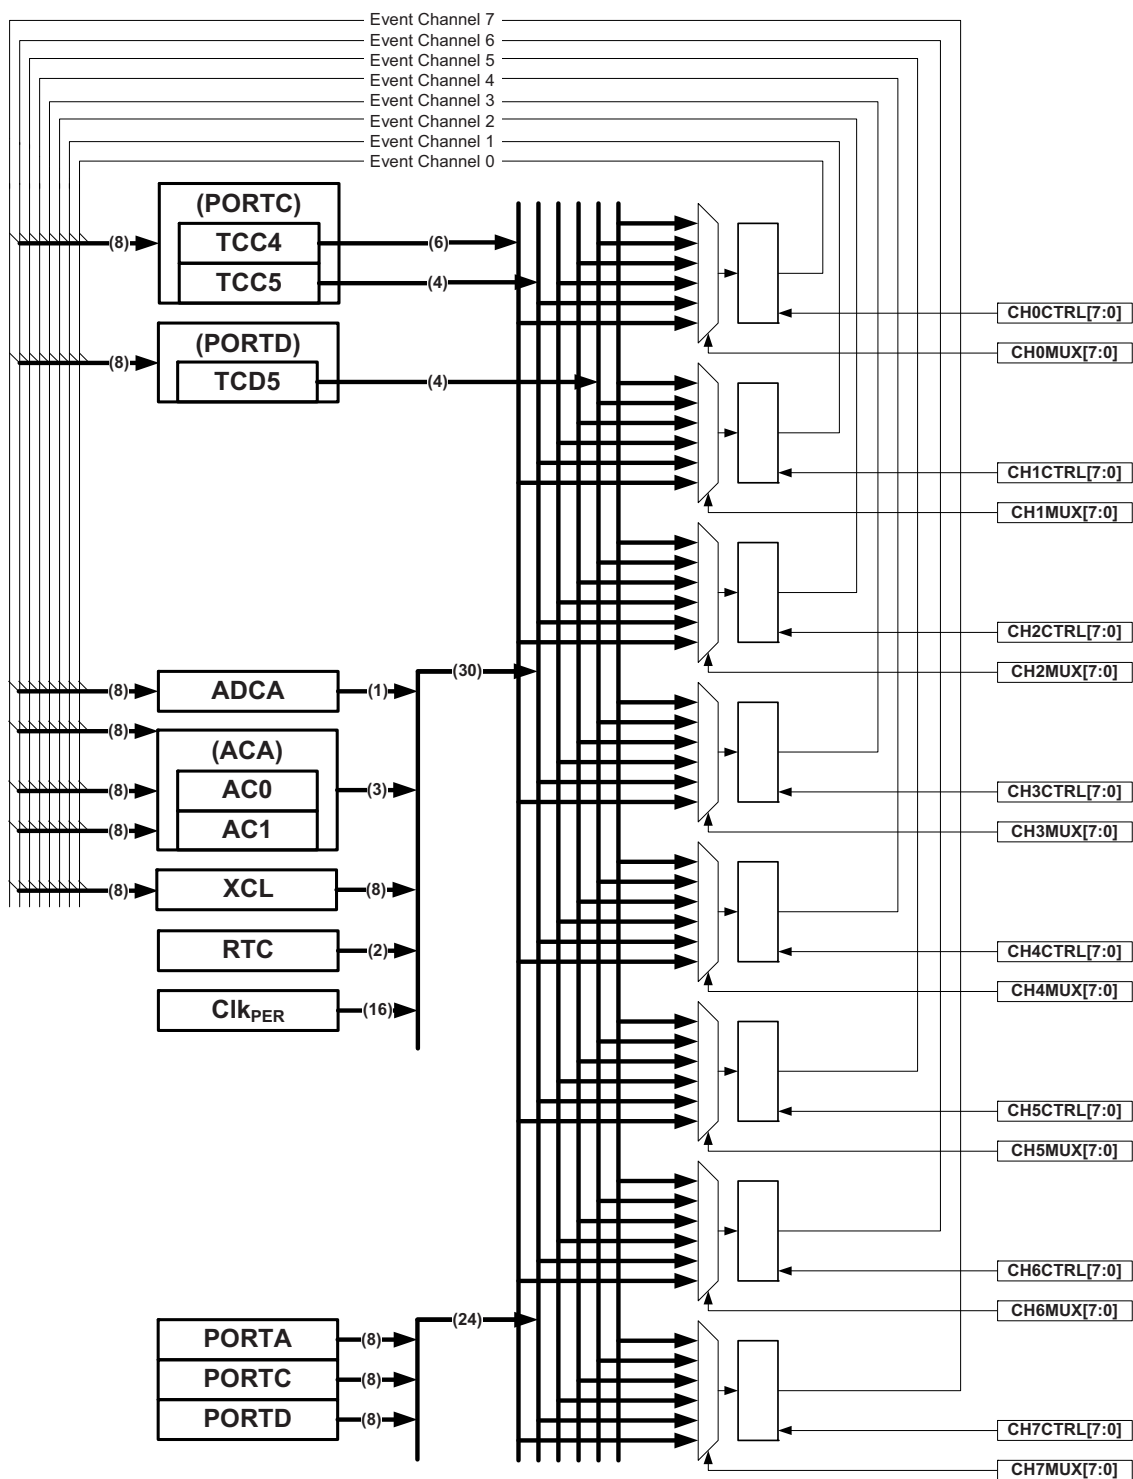 Event Channel 7
Event Channel 6
Event Channel 5
Event Channel 4
Event Channel 3
Event Channel 2
Event Channel 1
Event Channel 0
(PORTC)
(8) TCC4 (6)
TCC5 (4)
CH0CTRL[7:0]
(PORTD)
CH0MUX[7:0]
(8)
TCD5 (4)
CH1CTRL[7:0]
CH1MUX[7:0]
CH2CTRL[7:0]
(30) CH2MUX[7:0]
(8) ADCA (1)
(8)
(ACA)
(8) AC0 (3) CH3CTRL[7:0]
(8) AC1 CH3MUX[7:0]
(8) XCL (8)
RTC (2) CH4CTRL[7:0]
CH4MUX[7:0]
ClkPER (16)
CH5CTRL[7:0]
CH5MUX[7:0]
CH6CTRL[7:0]
CH6MUX[7:0]
(24)
PORTA (8)
PORTC (8)
PORTD (8)
CH7CTRL[7:0]
CH7MUX[7:0]